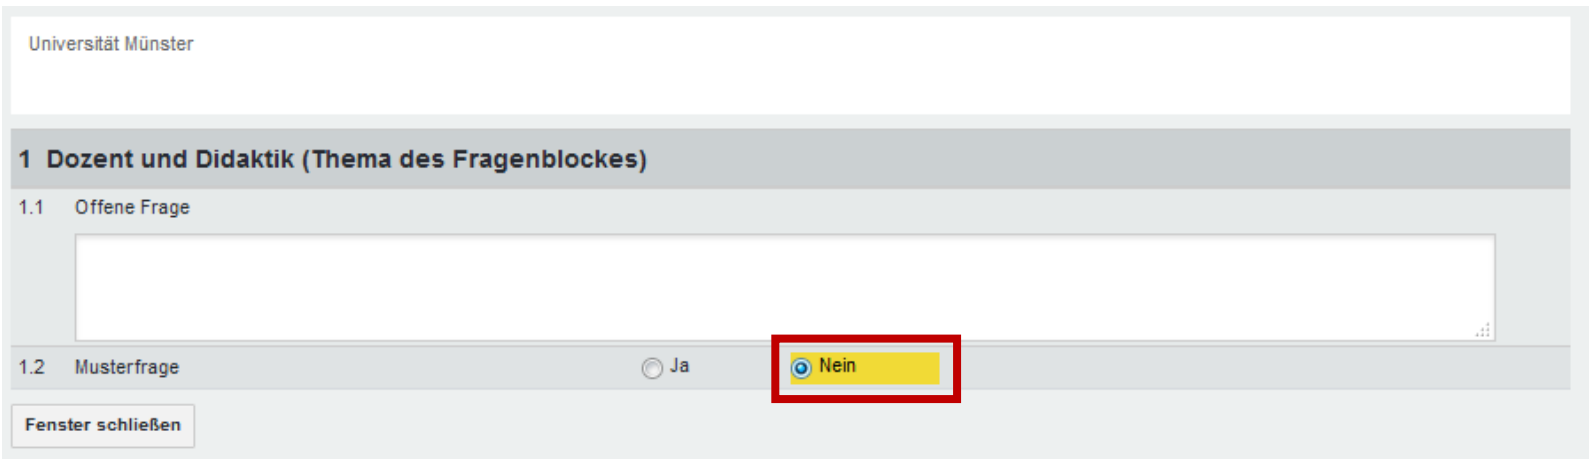 Universität Münster
1 Dozent und Didaktik (Thema des Fragenblockes)
1.1 Offene Frage
1.2 Musterfrage Ja Nein
Fenster schließen